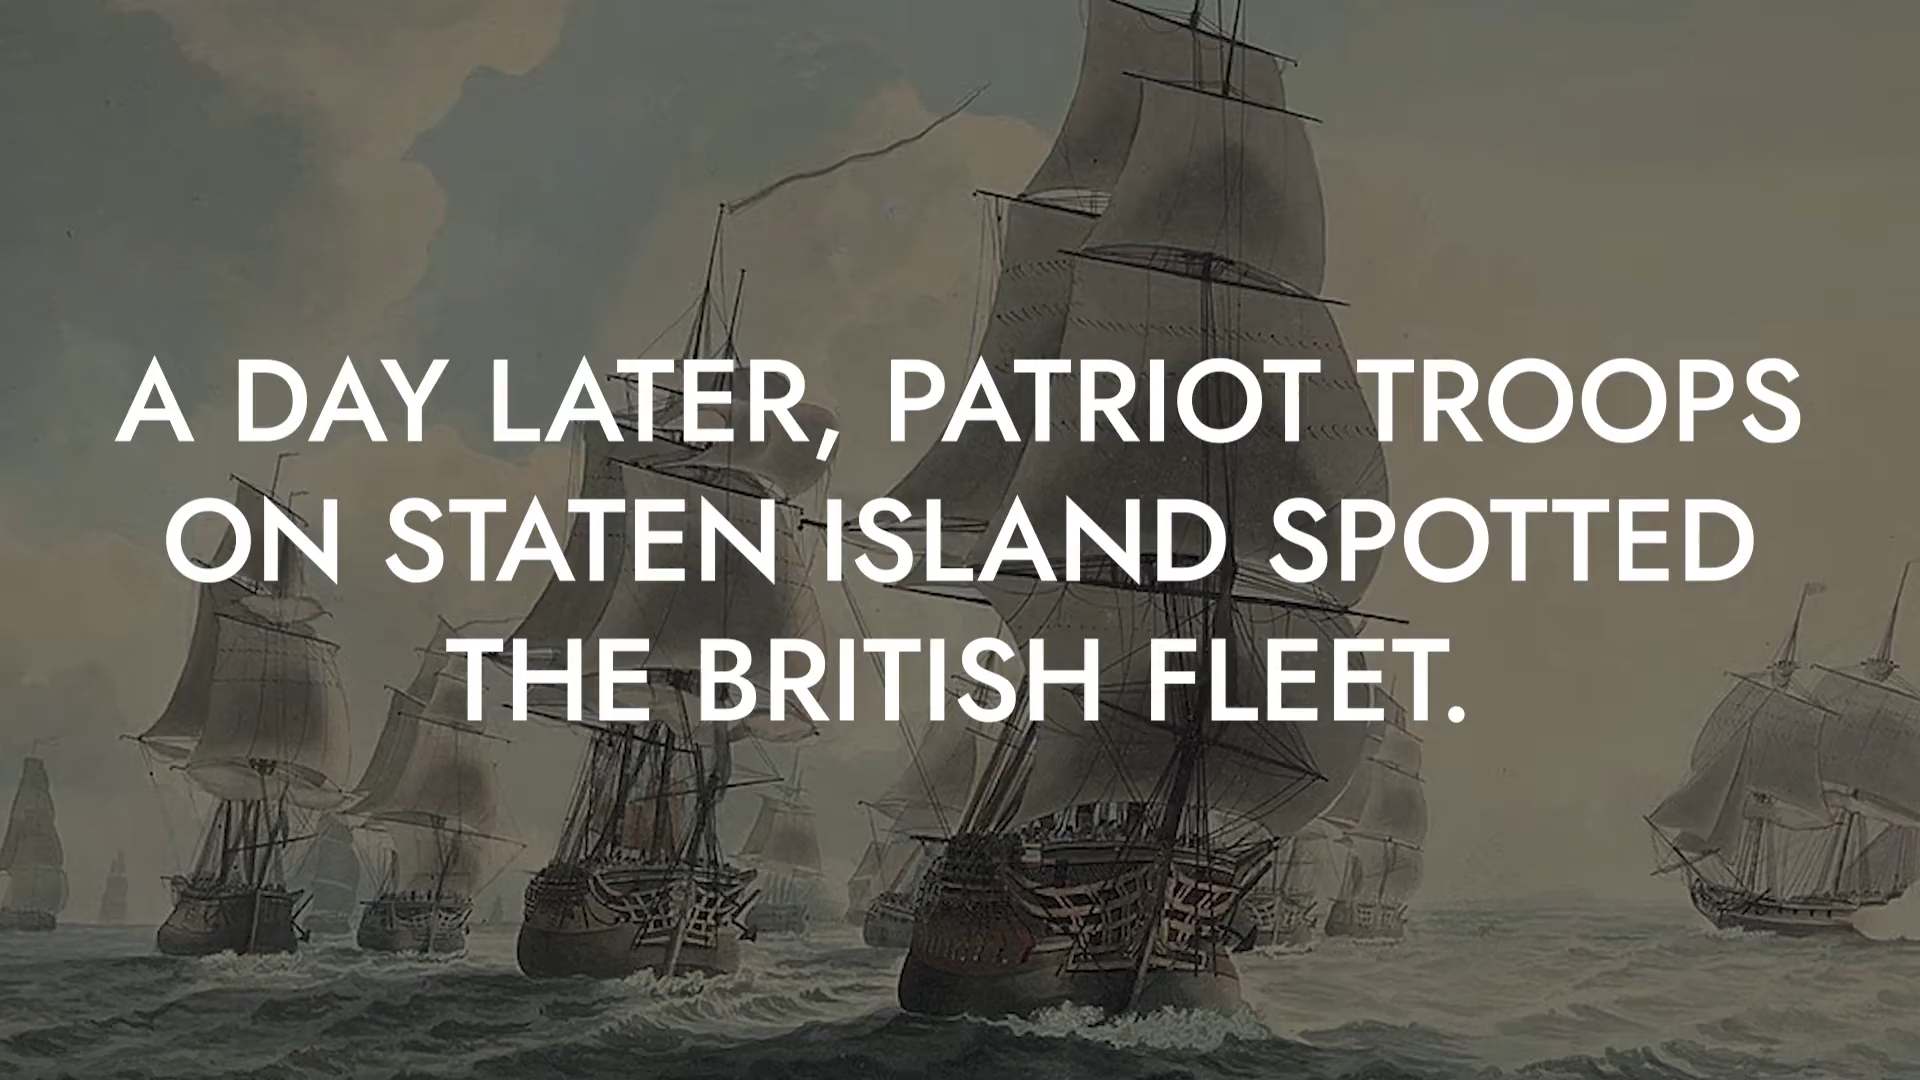 A DAY LATER, PATRIOT TROOPS
ON STATEN ISLAND SPOTTED
THE BRITISH FLEET.